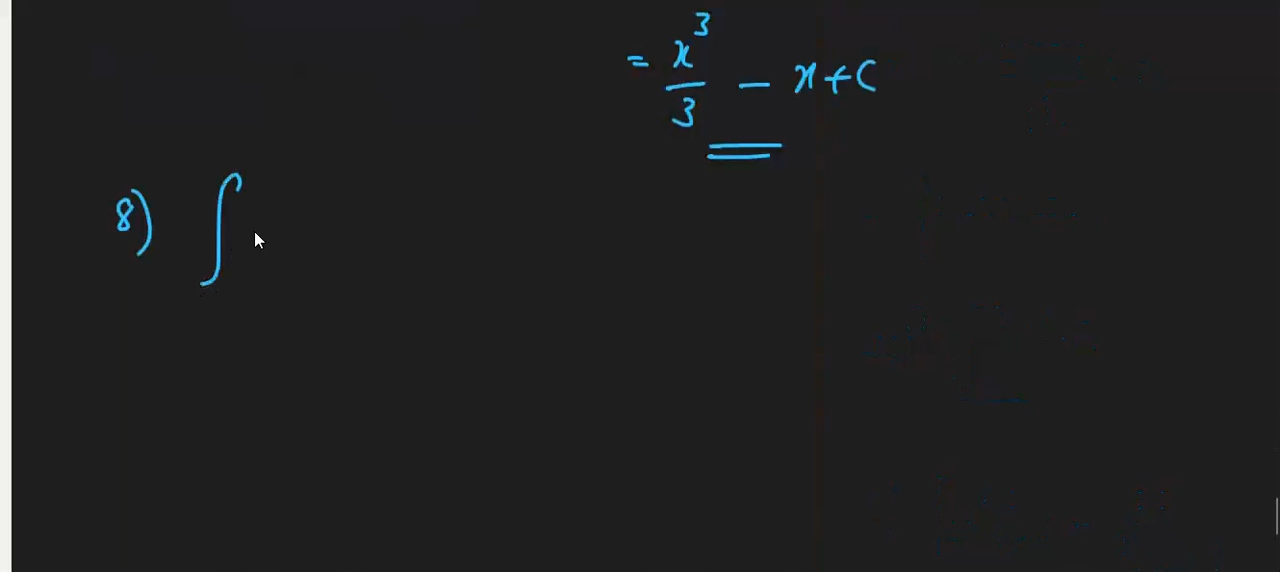 = x³/3 - x + C
8) ∫